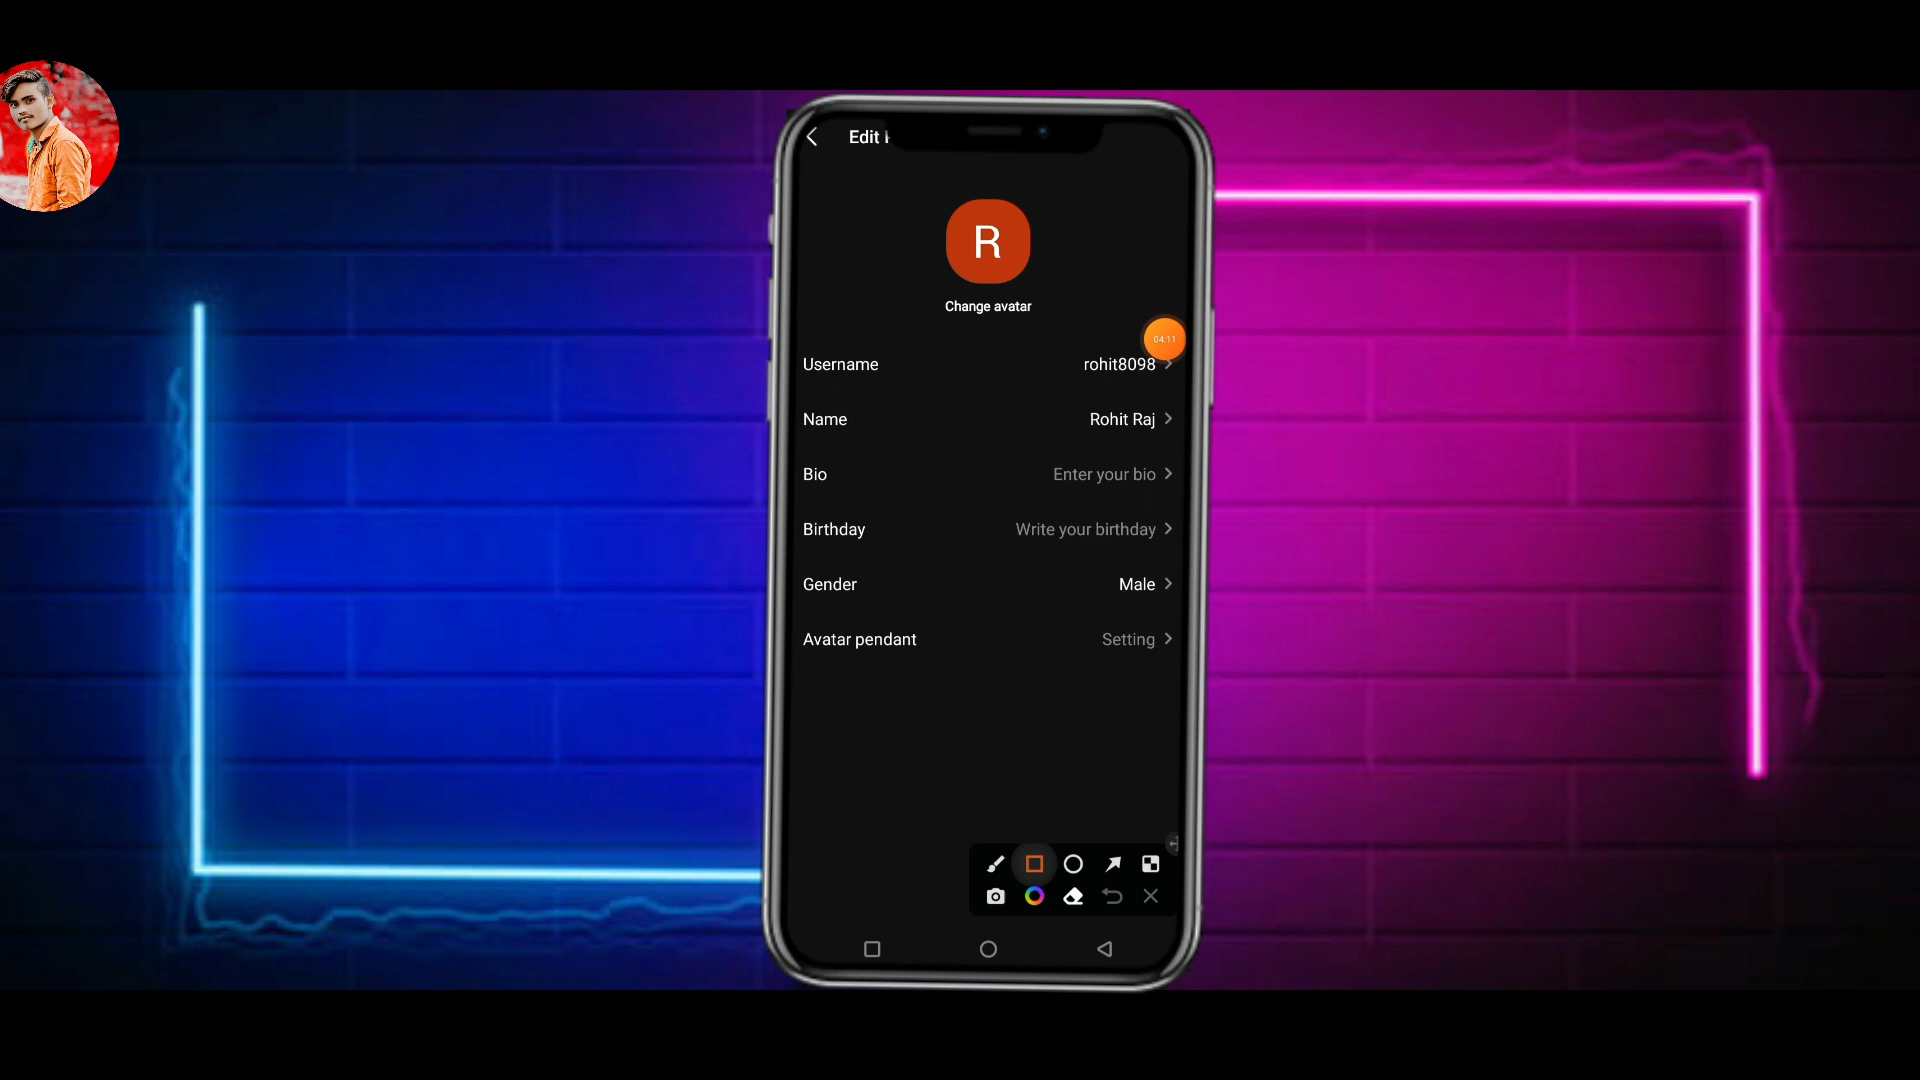 Edit
R
Change avatar
04:11
Username rohit8098
Name Rohit Raj
Bio Enter your bio
Birthday Write your birthday
Gender Male
Avatar pendant Setting